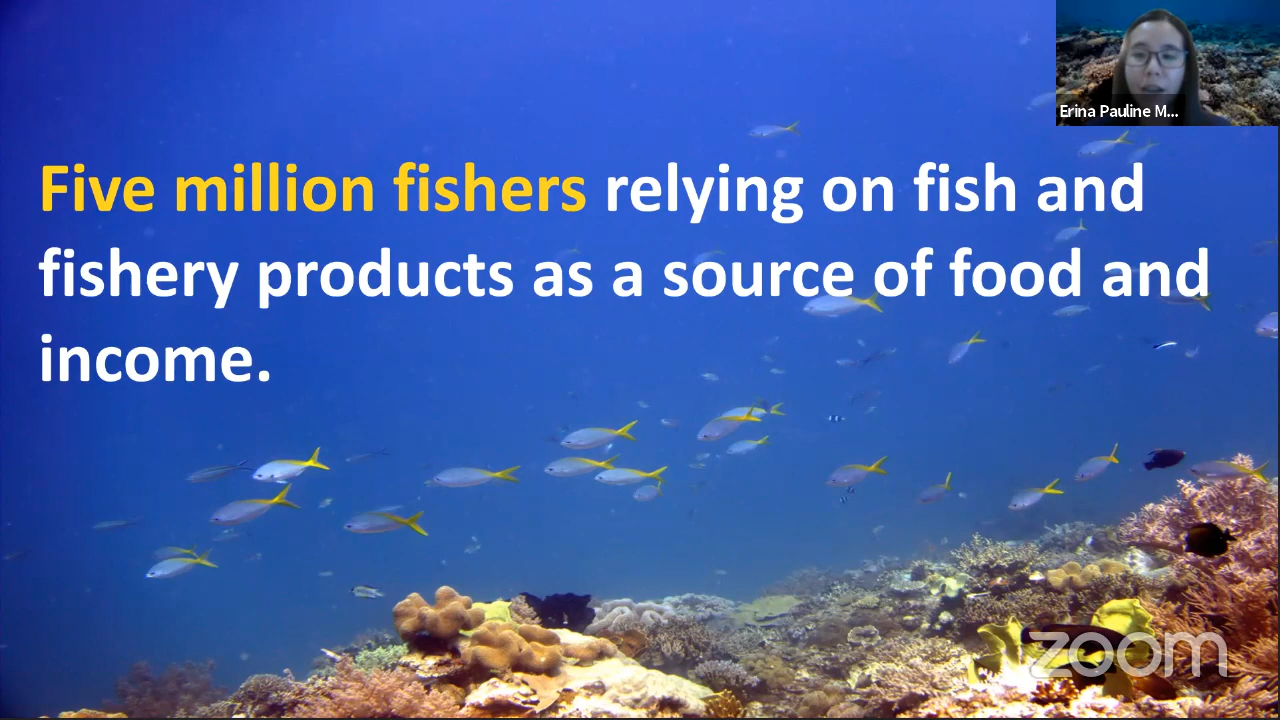 Erina Pauline M...
Five million fishers relying on fish and
fishery products as a source of food and
income.
zoom